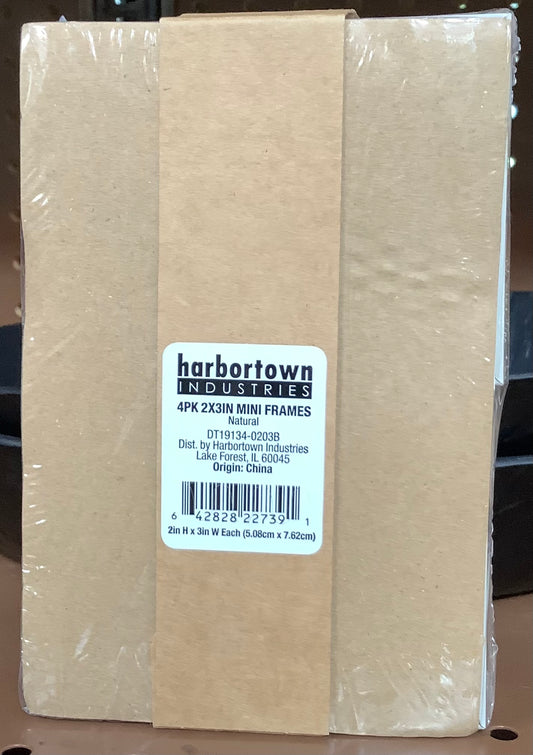 harbortown
INDUSTRIES
4PK 2X3IN MINI FRAMES
Natural
DT19134-0203B
Dist. by Harbortown Industries
Lake Forest, IL 60045
Origin: China
6 42828 22739 1
2in H x 3in W Each (5.08cm x 7.62cm)